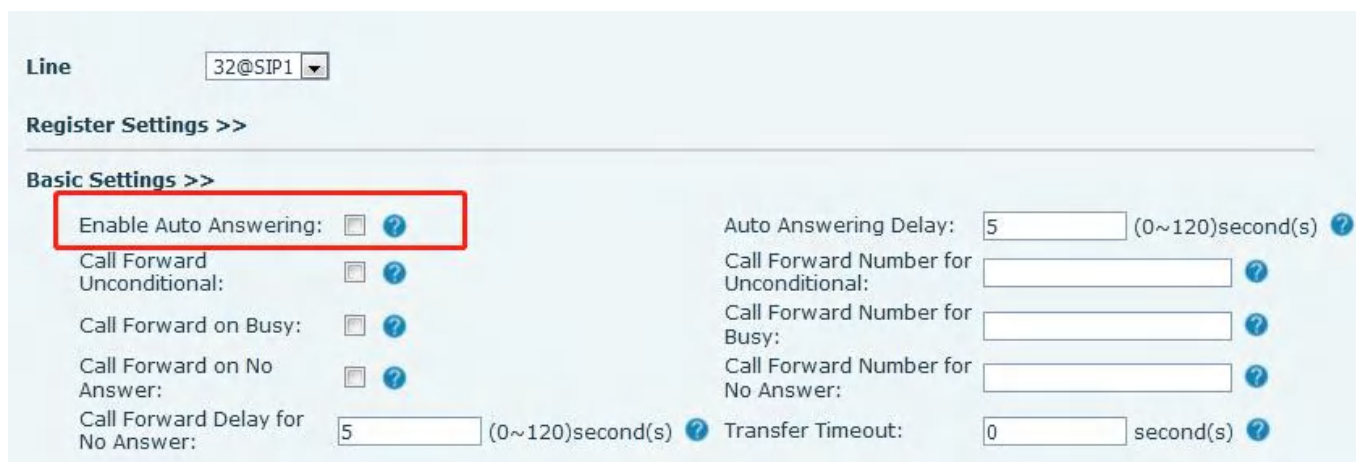 Line 32@SIP1
Register Settings >>
Basic Settings >>
Enable Auto Answering: ? Auto Answering Delay: 5 (0~120)second(s) ?
Call Forward
Unconditional: ? Call Forward Number for
Unconditional: ?
Call Forward on Busy: ? Call Forward Number for
Busy: ?
Call Forward on No
Answer: ? Call Forward Number for
No Answer: ?
Call Forward Delay for
No Answer: 5 (0~120)second(s) ? Transfer Timeout: 0 second(s) ?